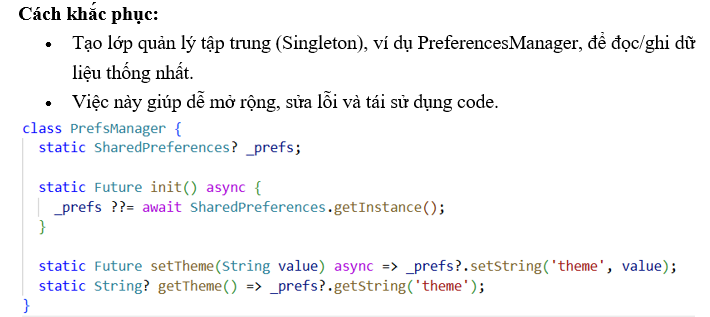 Cách khắc phục:
• Tạo lớp quản lý tập trung (Singleton), ví dụ PreferencesManager, để đọc/ghi dữ
liệu thống nhất.
• Việc này giúp dễ mở rộng, sửa lỗi và tái sử dụng code.
class PrefsManager {
  static SharedPreferences? _prefs;

  static Future init() async {
    _prefs ??= await SharedPreferences.getInstance();
  }

  static Future setTheme(String value) async => _prefs?.setString('theme', value);
  static String? getTheme() => _prefs?.getString('theme');
}